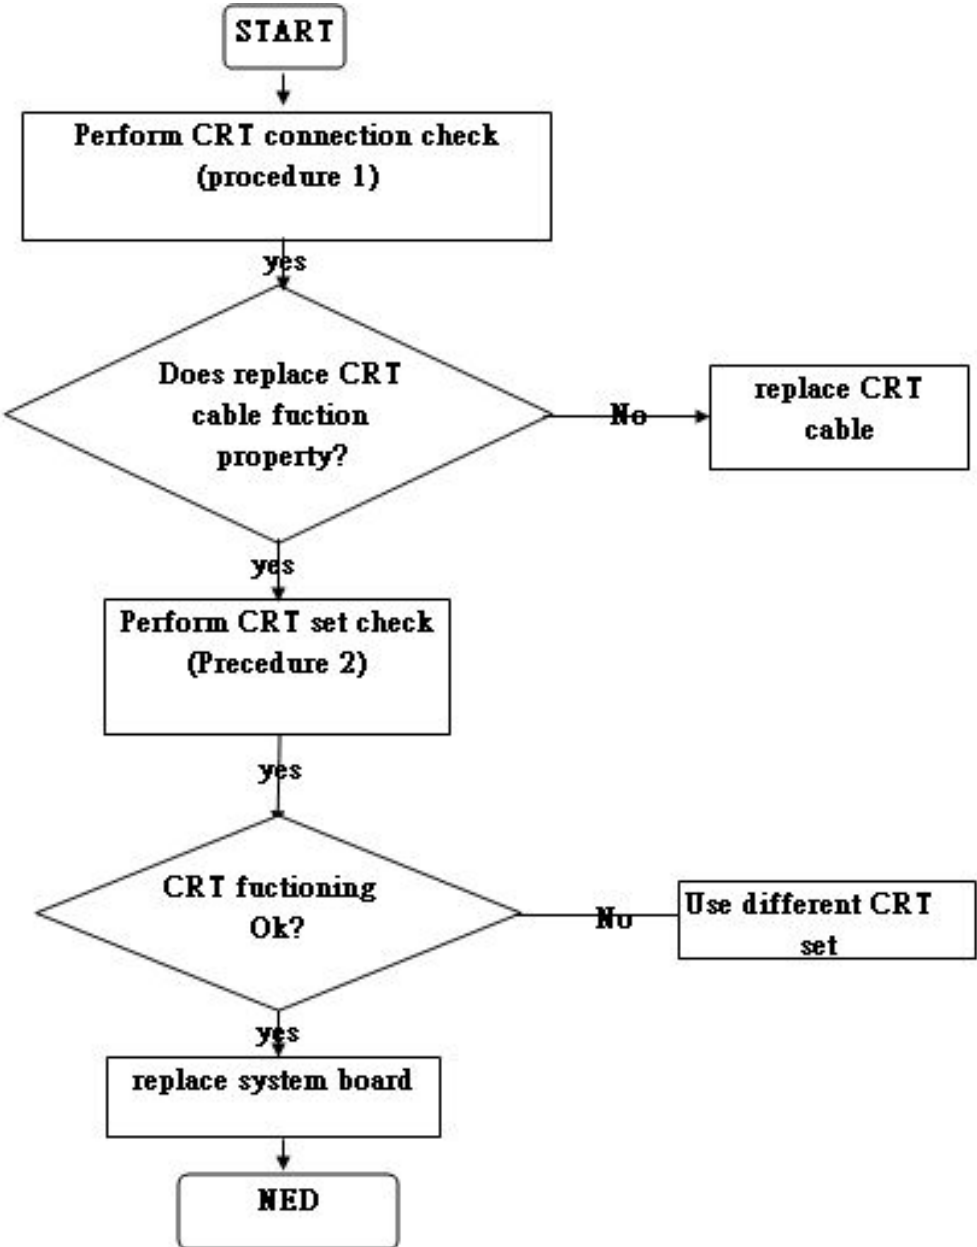 START
Perform CRT connection check
(procedure 1)
yes
Does replace CRT
cable fuction
property?
No
replace CRT
cable
yes
Perform CRT set check
(Precedure 2)
yes
CRT fuctioning
Ok?
No
Use different CRT
set
yes
replace system board
NED